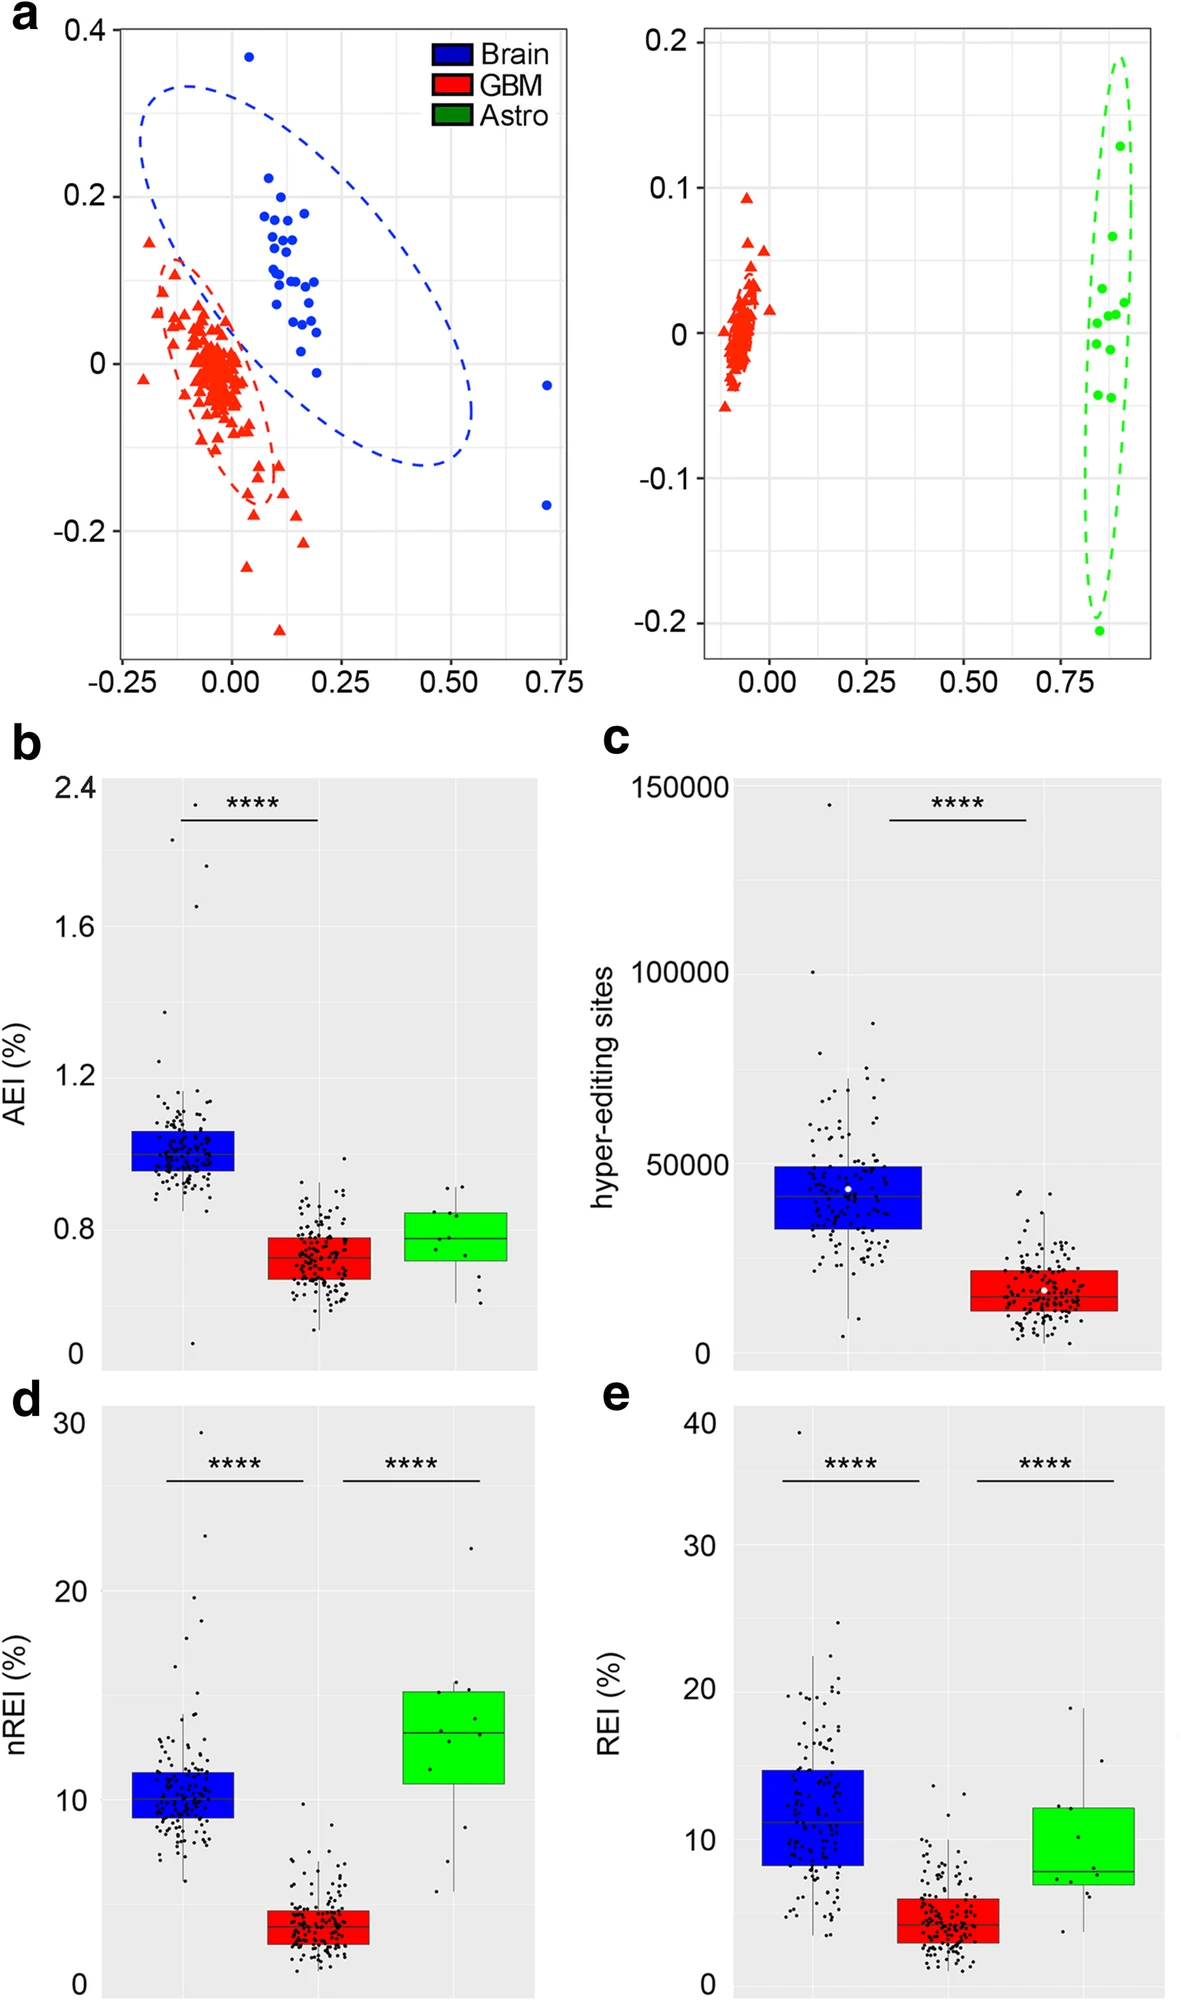 a
0.4
0.2
0
-0.2
-0.25 0.00 0.25 0.50 0.75
Brain
GBM
Astro
0.2
0.1
0
-0.1
-0.2
0.00 0.25 0.50 0.75
b
AEI (%)
2.4
1.6
1.2
0.8
0
****
c
hyper-editing sites
150000
100000
50000
0
****
d
nREI (%)
30
20
10
0
**** ****
e
REI (%)
40
30
20
10
0
**** ****